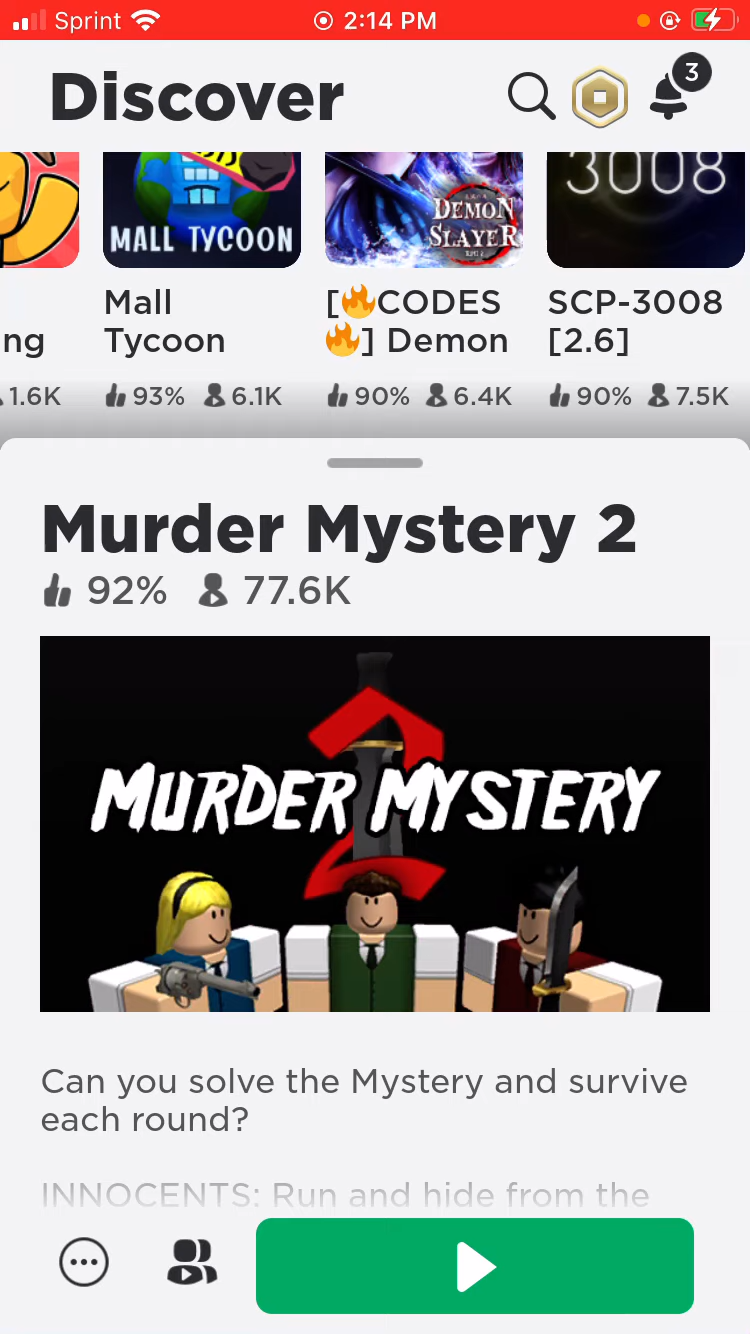 Sprint 2:14 PM
Discover
3
MALL TYCOON
DEMON
SLAYER
3008
ng
Mall
Tycoon
[🔥CODES
🔥] Demon
SCP-3008
[2.6]
1.6K
93% 6.1K
90% 6.4K
90% 7.5K
Murder Mystery 2
92% 77.6K
2
MURDER MYSTERY
Can you solve the Mystery and survive
each round?
INNOCENTS: Run and hide from the